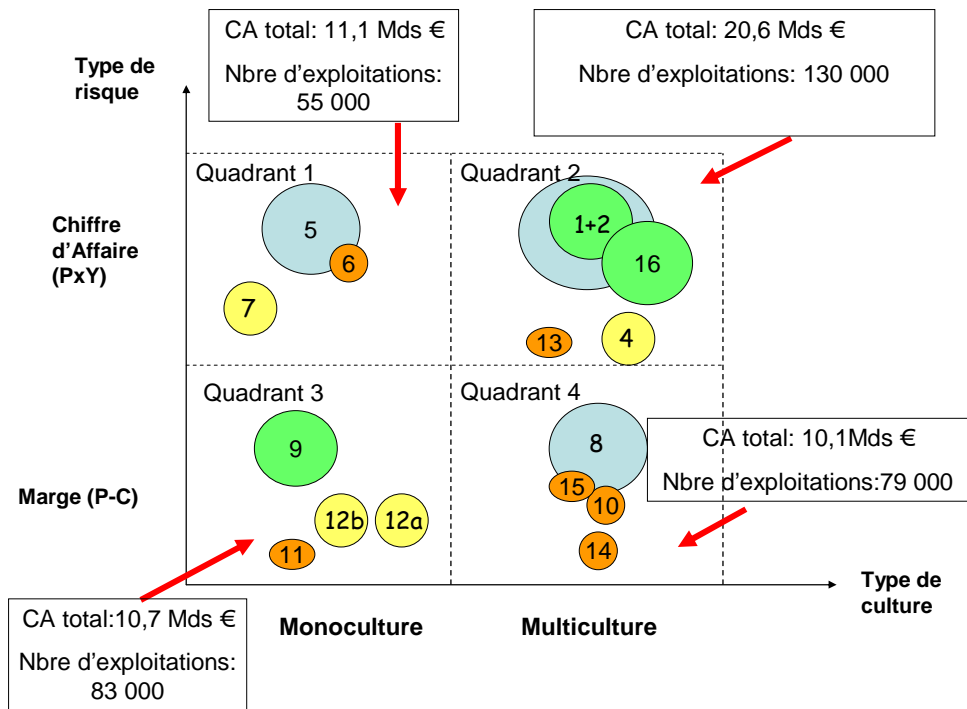 CA total: 11,1 Mds €
Nbre d'exploitations:
55 000
CA total: 20,6 Mds €
Nbre d'exploitations: 130 000
Type de
risque
Quadrant 1
Quadrant 2
Chiffre
d'Affaire
(PxY)
5
6
7
1+2
16
13
4
Quadrant 3
Quadrant 4
Marge (P-C)
9
12b
12a
11
8
15
10
14
CA total: 10,1Mds €
Nbre d'exploitations:79 000
Type de
culture
Monoculture
Multiculture
CA total:10,7 Mds €
Nbre d'exploitations:
83 000